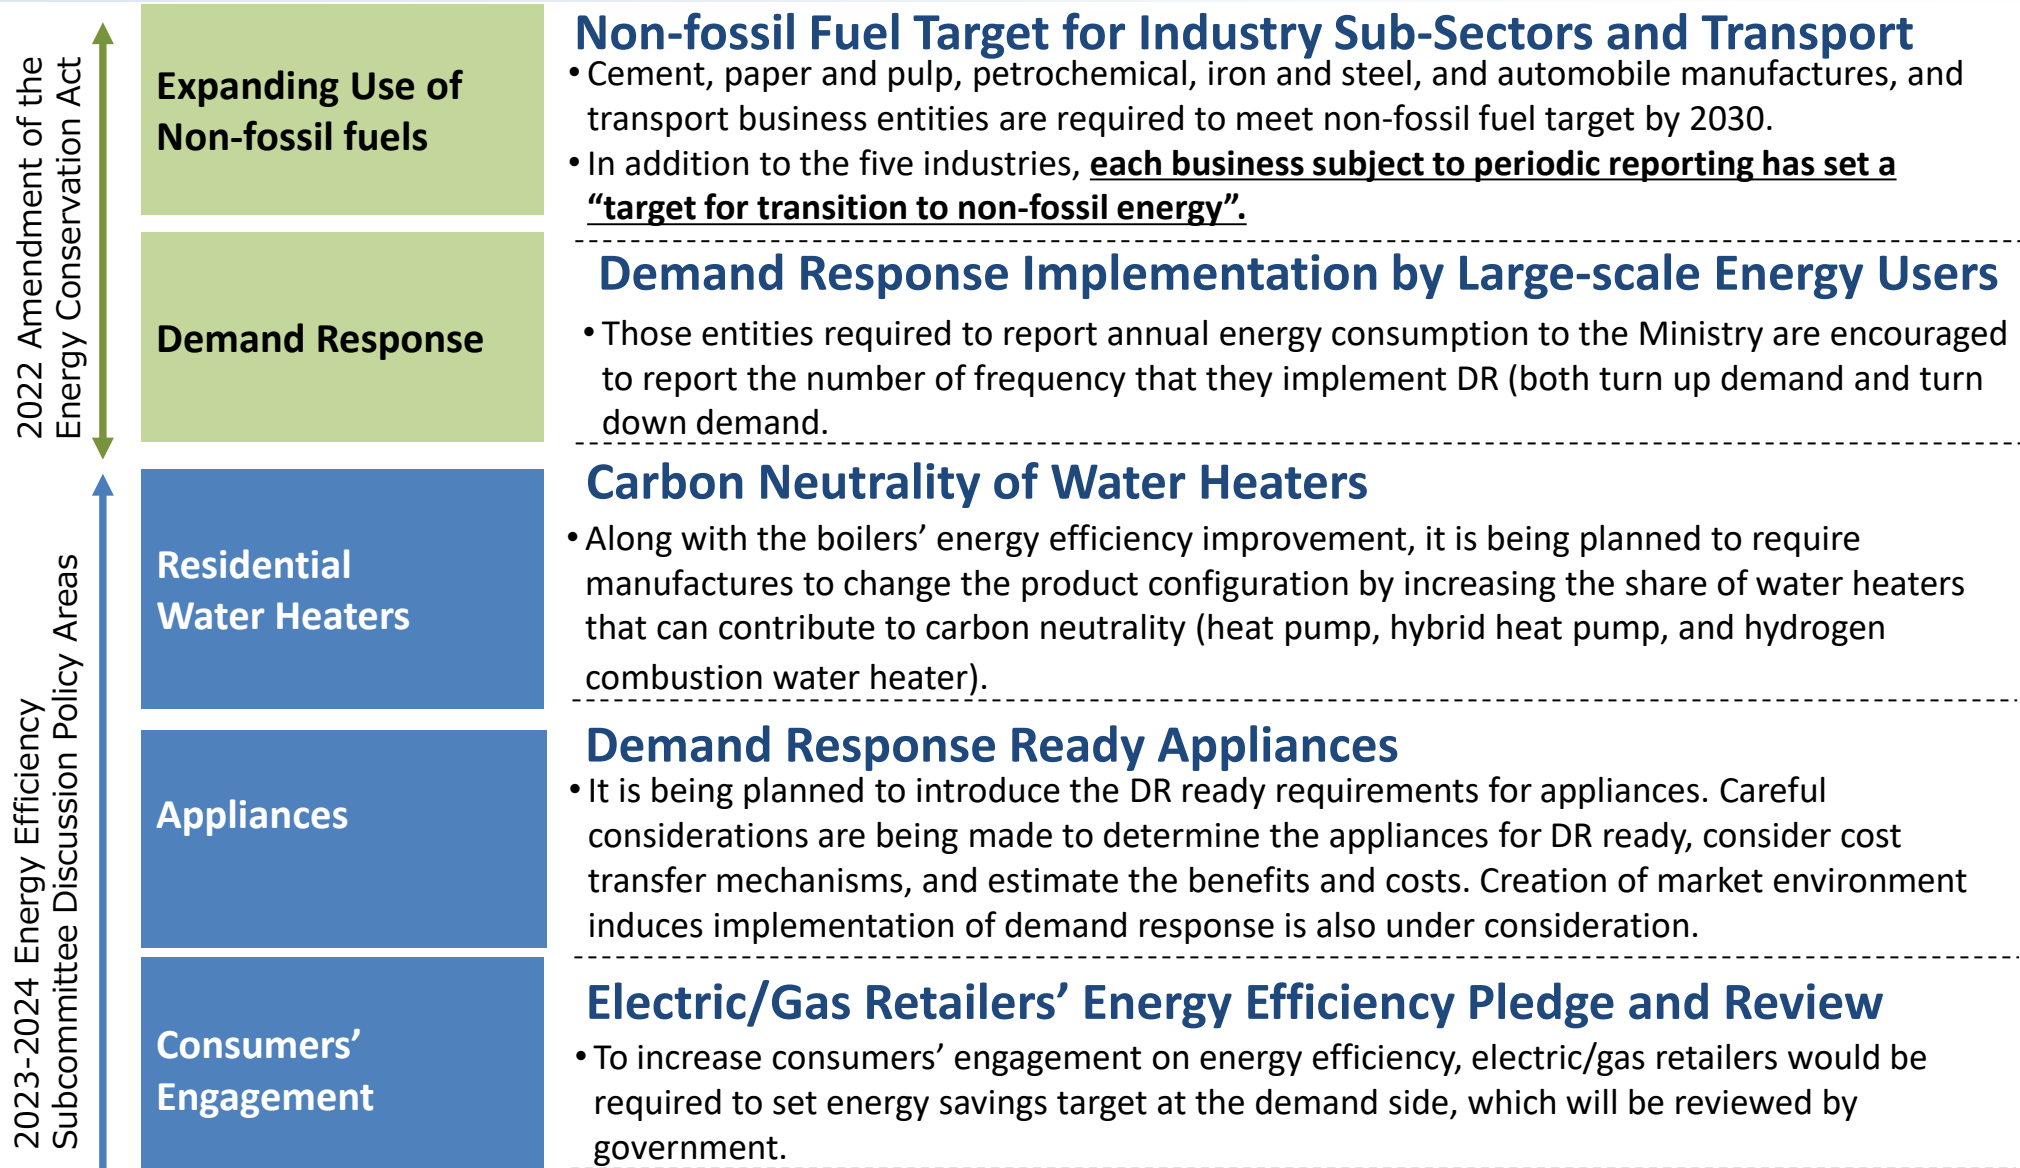 2022 Amendment of the
Energy Conservation Act
Expanding Use of
Non-fossil fuels
Non-fossil Fuel Target for Industry Sub-Sectors and Transport
• Cement, paper and pulp, petrochemical, iron and steel, and automobile manufactures, and
transport business entities are required to meet non-fossil fuel target by 2030.
• In addition to the five industries, each business subject to periodic reporting has set a
“target for transition to non-fossil energy”.
Demand Response
Demand Response Implementation by Large-scale Energy Users
• Those entities required to report annual energy consumption to the Ministry are encouraged
to report the number of frequency that they implement DR (both turn up demand and turn
down demand.
2023-2024 Energy Efficiency
Subcommittee Discussion Policy Areas
Residential
Water Heaters
Carbon Neutrality of Water Heaters
• Along with the boilers’ energy efficiency improvement, it is being planned to require
manufactures to change the product configuration by increasing the share of water heaters
that can contribute to carbon neutrality (heat pump, hybrid heat pump, and hydrogen
combustion water heater).
Appliances
Demand Response Ready Appliances
• It is being planned to introduce the DR ready requirements for appliances. Careful
considerations are being made to determine the appliances for DR ready, consider cost
transfer mechanisms, and estimate the benefits and costs. Creation of market environment
induces implementation of demand response is also under consideration.
Consumers’
Engagement
Electric/Gas Retailers’ Energy Efficiency Pledge and Review
• To increase consumers’ engagement on energy efficiency, electric/gas retailers would be
required to set energy savings target at the demand side, which will be reviewed by
government.